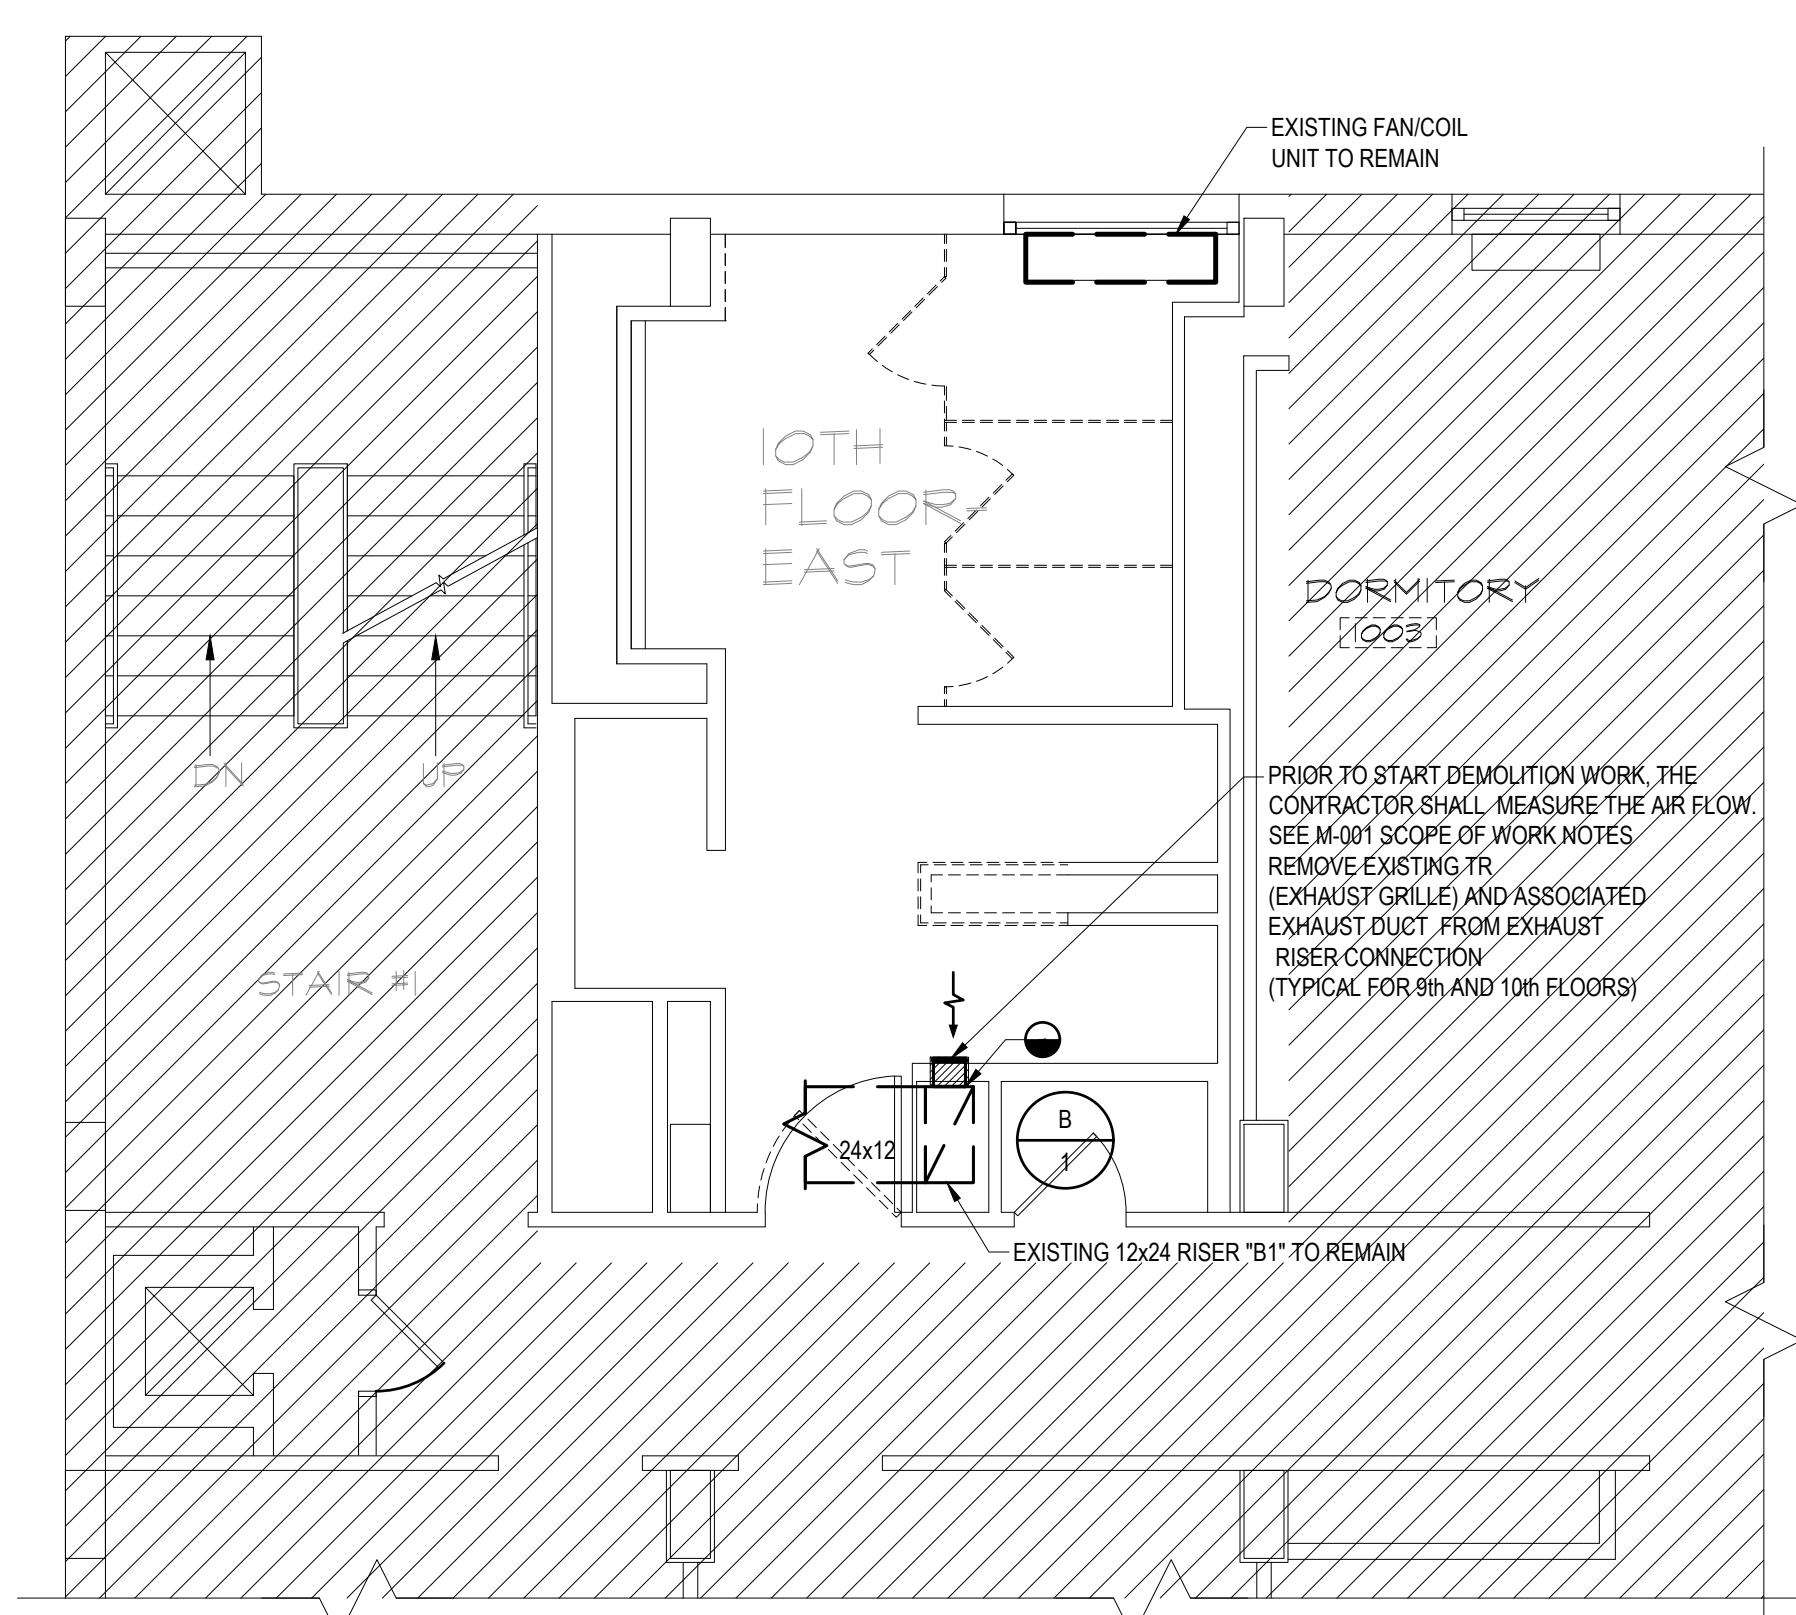 EXISTING FAN/COIL
UNIT TO REMAIN
10TH
FLOOR-
EAST
DORMITORY
1003
DN
UP
PRIOR TO START DEMOLITION WORK, THE
CONTRACTOR SHALL MEASURE THE AIR FLOW.
SEE M-001 SCOPE OF WORK NOTES
REMOVE EXISTING TR
(EXHAUST GRILLE) AND ASSOCIATED
EXHAUST DUCT FROM EXHAUST
RISER CONNECTION
(TYPICAL FOR 9th AND 10th FLOORS)
STAIR #1
B
1
24x12
EXISTING 12x24 RISER "B1" TO REMAIN